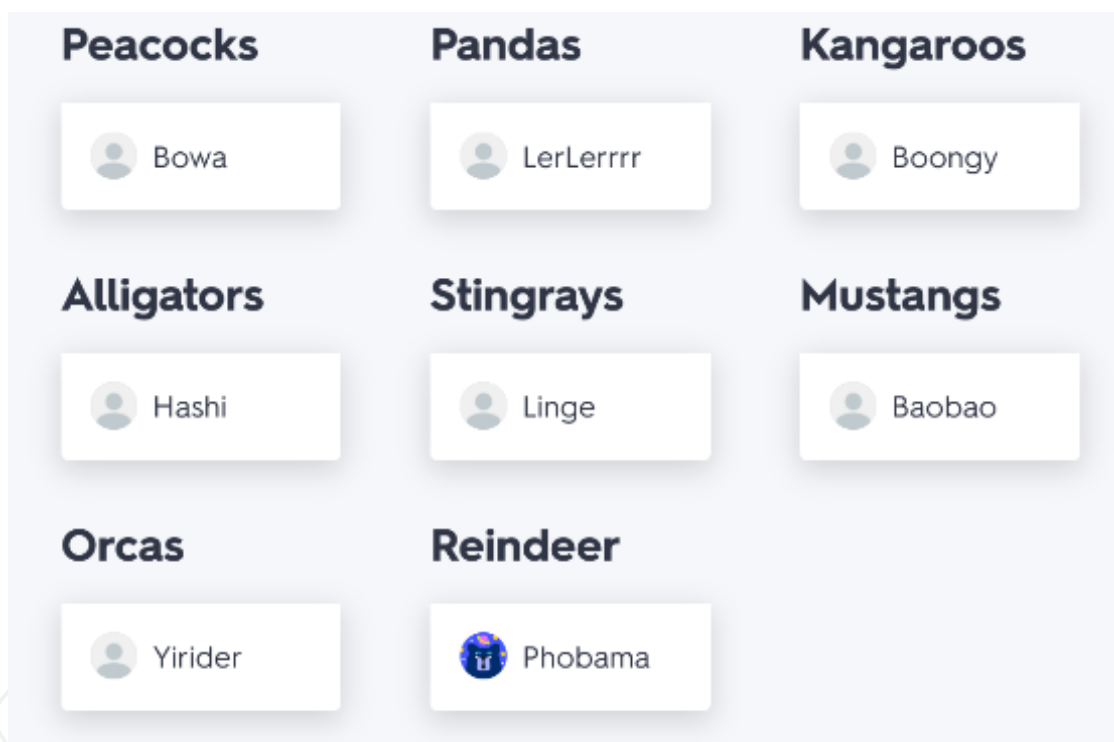 Peacocks
Pandas
Kangaroos
Bowa
LerLerrrr
Boongy
Alligators
Stingrays
Mustangs
Hashi
Linge
Baobao
Orcas
Reindeer
Yirider
Phobama